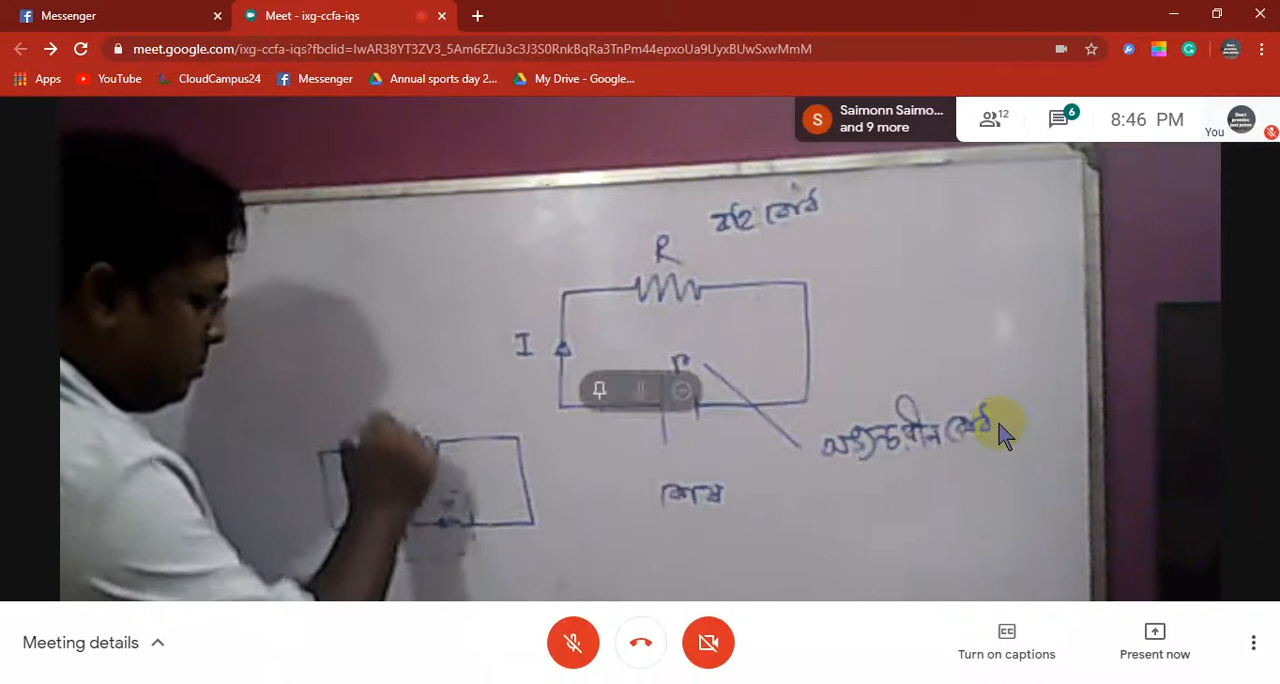 Messenger
Meet - ixg-ccfa-iqs
meet.google.com/ixg-ccfa-iqs?fbclid=IwAR38YT3ZV3_5Am6EZIu3c3J3S0RnkBqRa3TnPm44epxoUa9UyxBUwSxwMmM
Apps YouTube CloudCampus24 Messenger Annual sports day 2... My Drive - Google...
Saimonn Saimo...
and 9 more
12
6
8:46 PM
You
বহিঃ রোধ
R
I
r
অভ্যন্তরীন রোধ
কোষ
Meeting details
Turn on captions
Present now